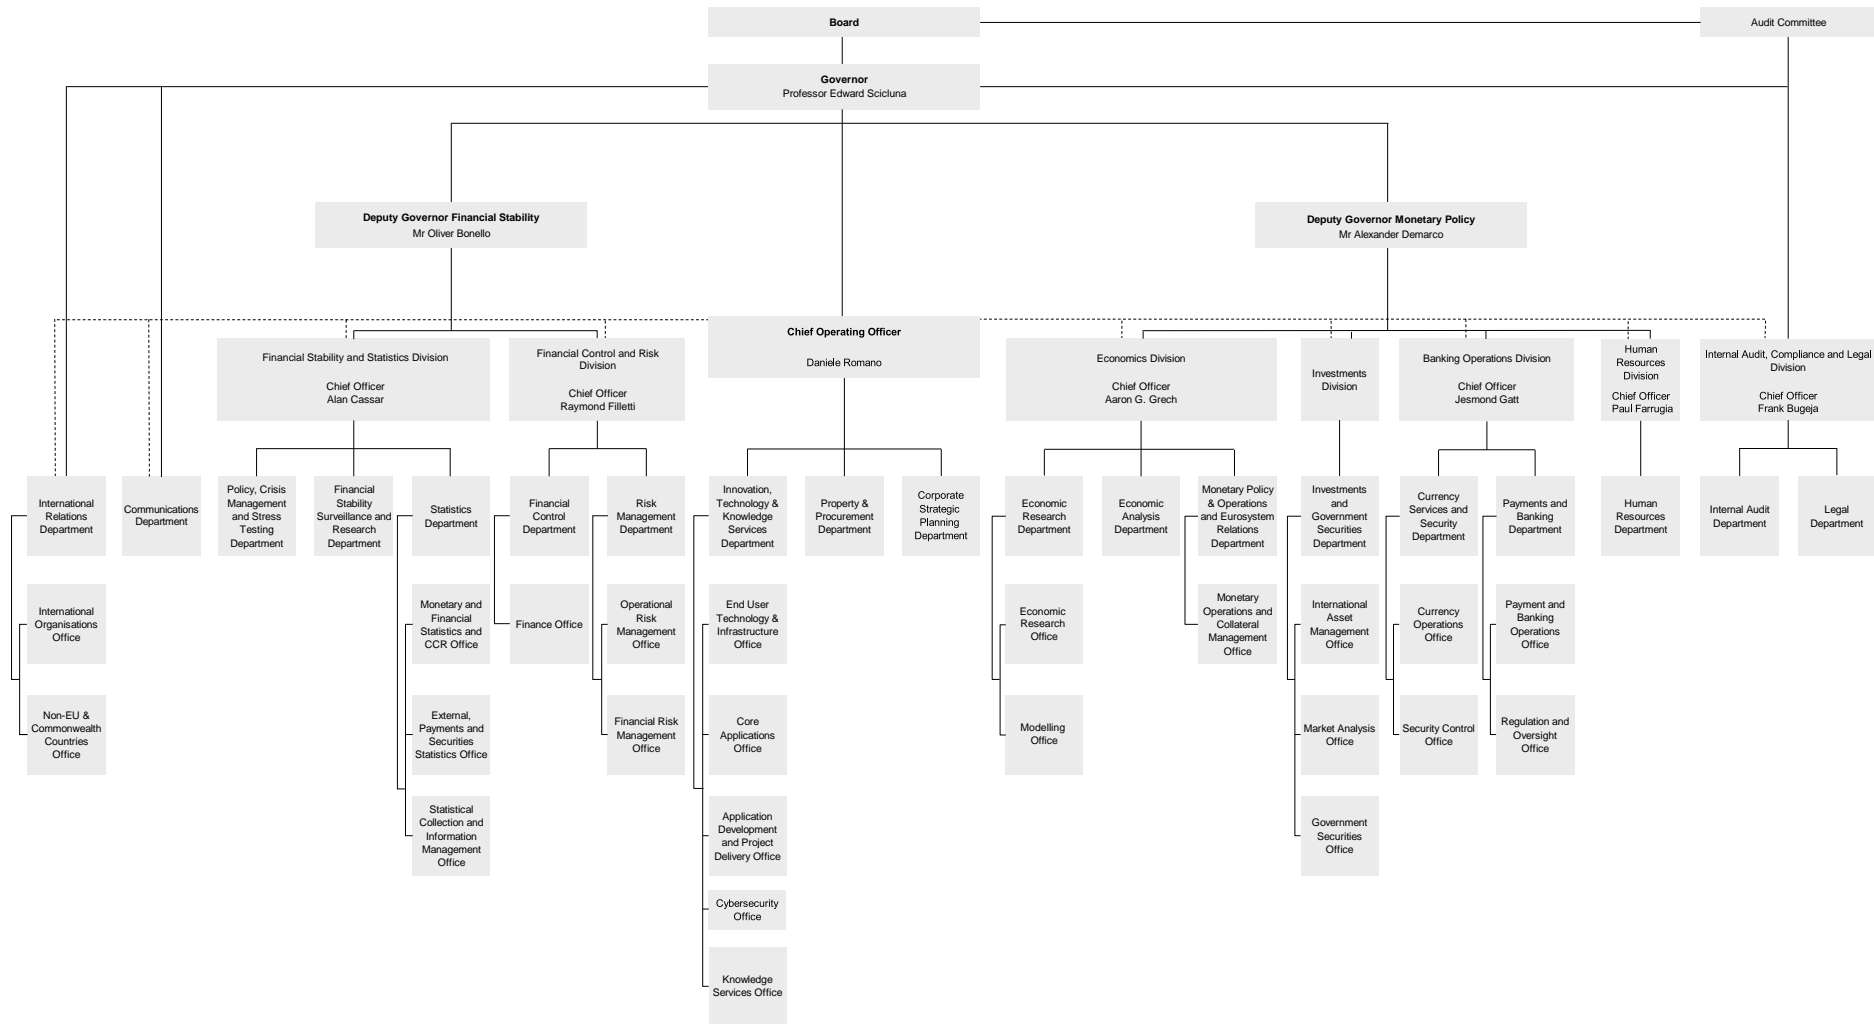 Board
Audit Committee
Governor
Professor Edward Scicluna
Deputy Governor Financial Stability
Mr Oliver Bonello
Deputy Governor Monetary Policy
Mr Alexander Demarco
Chief Operating Officer
Daniele Romano
Financial Stability and Statistics Division
Chief Officer
Alan Cassar
Financial Control and Risk
Division
Chief Officer
Raymond Filletti
Economics Division
Chief Officer
Aaron G. Grech
Investments
Division
Banking Operations Division
Chief Officer
Jesmond Gatt
Human
Resources
Division
Chief Officer
Paul Farrugia
Internal Audit, Compliance and Legal
Division
Chief Officer
Frank Bugeja
International
Relations
Department
Communications
Department
Policy, Crisis
Management
and Stress
Testing
Department
Financial
Stability
Surveillance and
Research
Department
Statistics
Department
Financial
Control
Department
Risk
Management
Department
Innovation,
Technology &
Knowledge
Services
Department
Property &
Procurement
Department
Corporate
Strategic
Planning
Department
Economic
Research
Department
Economic
Analysis
Department
Monetary Policy
& Operations
and Eurosystem
Relations
Department
Investments
and
Government
Securities
Department
Currency
Services and
Security
Department
Payments and
Banking
Department
Human
Resources
Department
Internal Audit
Department
Legal
Department
International
Organisations
Office
Monetary and
Financial
Statistics and
CCR Office
Finance Office
Operational
Risk
Management
Office
End User
Technology &
Infrastructure
Office
Economic
Research
Office
Monetary
Operations and
Collateral
Management
Office
International
Asset
Management
Office
Currency
Operations
Office
Payment and
Banking
Operations
Office
Non-EU &
Commonwealth
Countries
Office
External,
Payments and
Securities
Statistics Office
Financial Risk
Management
Office
Core
Applications
Office
Modelling
Office
Market Analysis
Office
Security Control
Office
Regulation and
Oversight
Office
Statistical
Collection and
Information
Management
Office
Application
Development
and Project
Delivery Office
Government
Securities
Office
Cybersecurity
Office
Knowledge
Services Office